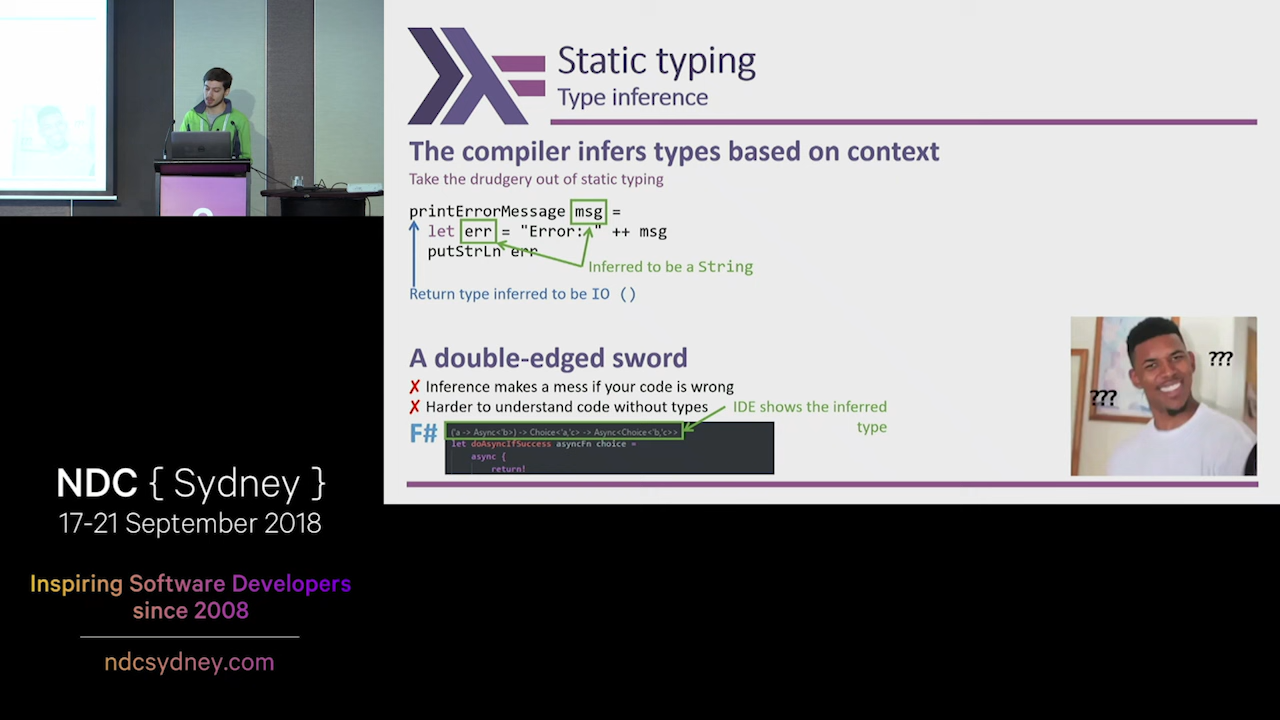 Static typing
Type inference
The compiler infers types based on context
Take the drudgery out of static typing
printErrorMessage msg =
let err = "Error: " ++ msg
putStrLn err
Inferred to be a String
Return type inferred to be IO ()
A double-edged sword
✗ Inference makes a mess if your code is wrong
✗ Harder to understand code without types
IDE shows the inferred
type
F#
('a -> Async<'b>) -> Choice<'a,'c> -> Async<Choice<'b,'c>>
let doAsyncIfSuccess asyncFn choice =
async {
return!
???
???
NDC { Sydney }
17-21 September 2018
Inspiring Software Developers
since 2008
ndcsydney.com